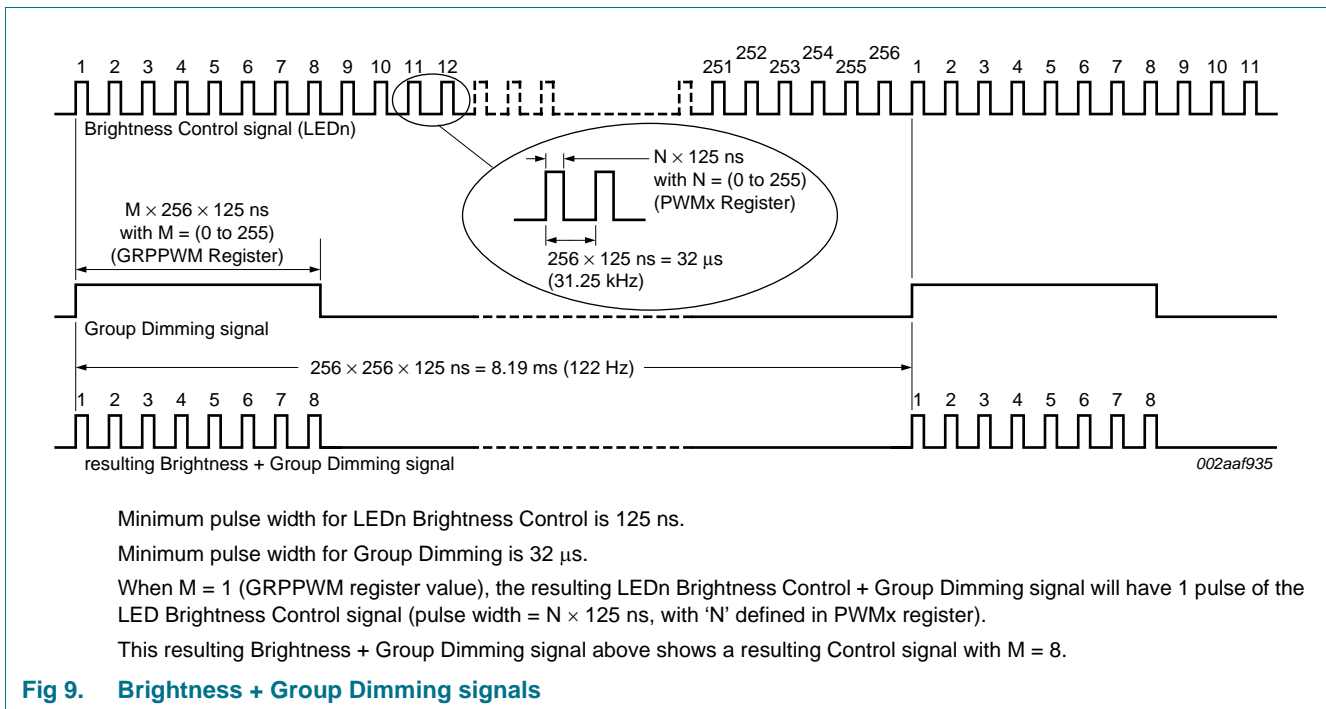 1 2 3 4 5 6 7 8 9 10 11 12 251 252 253 254 255 256 1 2 3 4 5 6 7 8 9 10 11
Brightness Control signal (LEDn)
N × 125 ns
with N = (0 to 255)
(PWMx Register)
M × 256 × 125 ns
with M = (0 to 255)
(GRPPWM Register)
256 × 125 ns = 32 μs
(31.25 kHz)
Group Dimming signal
256 × 256 × 125 ns = 8.19 ms (122 Hz)
1 2 3 4 5 6 7 8 1 2 3 4 5 6 7 8
resulting Brightness + Group Dimming signal
002aaf935
Minimum pulse width for LEDn Brightness Control is 125 ns.
Minimum pulse width for Group Dimming is 32 μs.
When M = 1 (GRPPWM register value), the resulting LEDn Brightness Control + Group Dimming signal will have 1 pulse of the
LED Brightness Control signal (pulse width = N × 125 ns, with ‘N’ defined in PWMx register).
This resulting Brightness + Group Dimming signal above shows a resulting Control signal with M = 8.
Fig 9. Brightness + Group Dimming signals